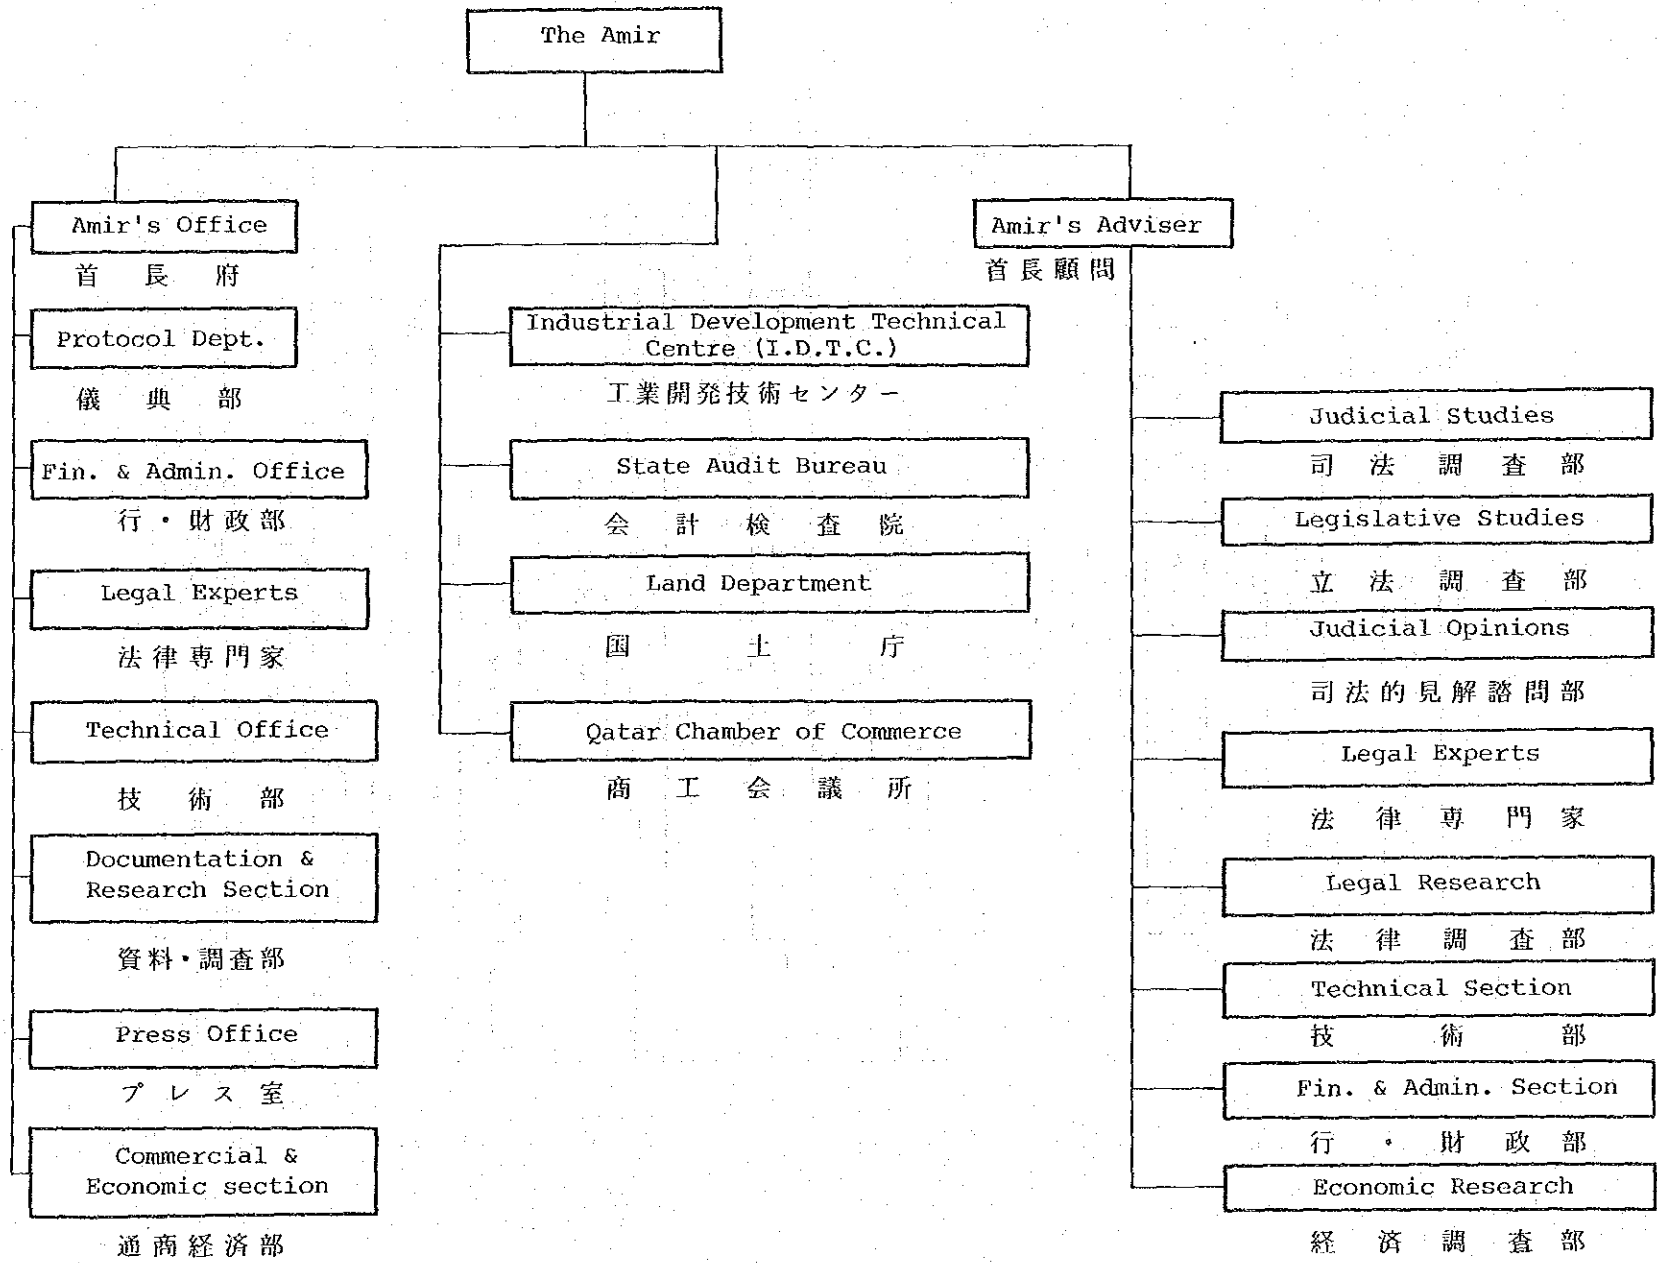 The Amir
Amir's Office
首長府
Protocol Dept.
儀典部
Fin. & Admin. Office
行・財政部
Legal Experts
法律専門家
Technical Office
技術部
Documentation &
Research Section
資料・調査部
Press Office
プレス室
Commercial &
Economic section
通商経済部
Industrial Development Technical
Centre (I.D.T.C.)
工業開発技術センター
State Audit Bureau
会計検査院
Land Department
国土庁
Qatar Chamber of Commerce
商工会議所
Amir's Adviser
首長顧問
Judicial Studies
司法調査部
Legislative Studies
立法調査部
Judicial Opinions
司法的見解諮問部
Legal Experts
法律専門家
Legal Research
法律調査部
Technical Section
技術部
Fin. & Admin. Section
行・財政部
Economic Research
経済調査部